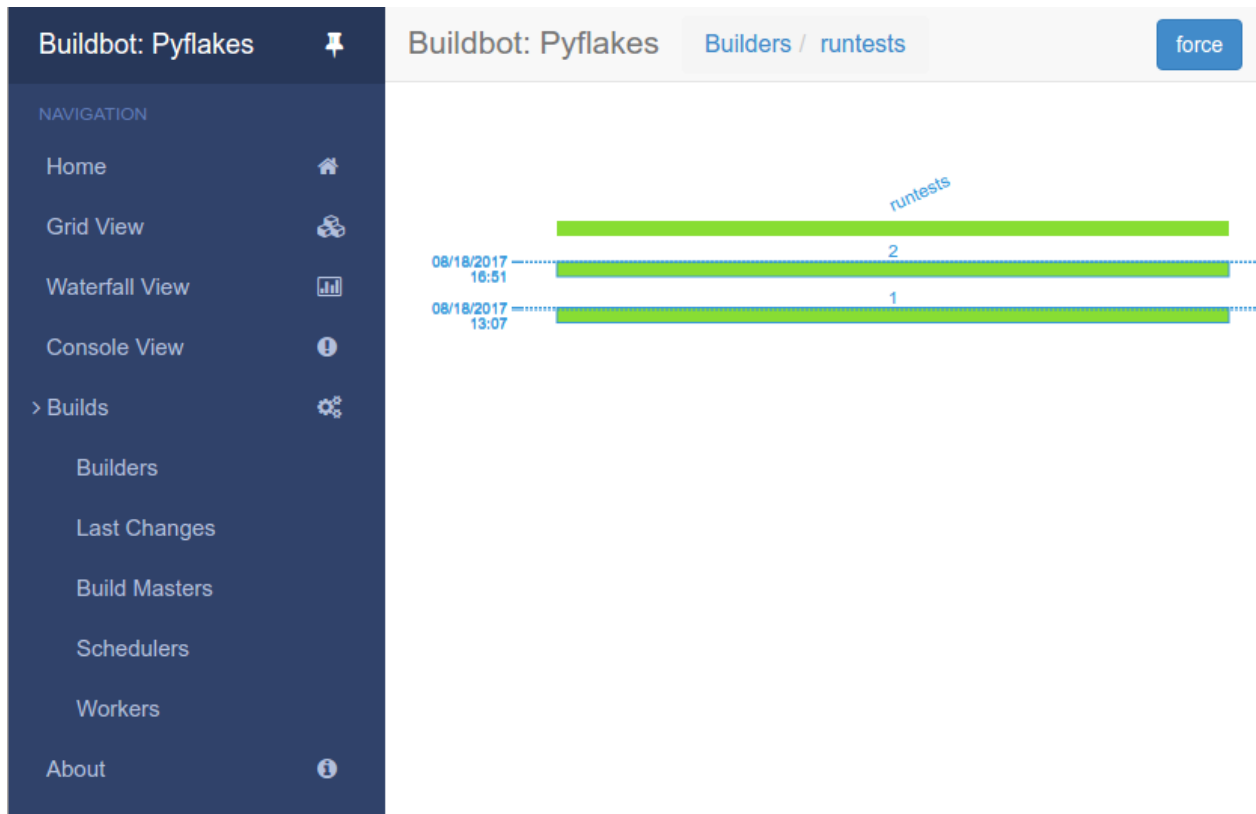 Buildbot: Pyflakes
NAVIGATION
Home
Grid View
Waterfall View
Console View
> Builds
Builders
Last Changes
Build Masters
Schedulers
Workers
About
Buildbot: Pyflakes Builders / runtests force
runtests
2
08/18/2017
16:51
1
08/18/2017
13:07